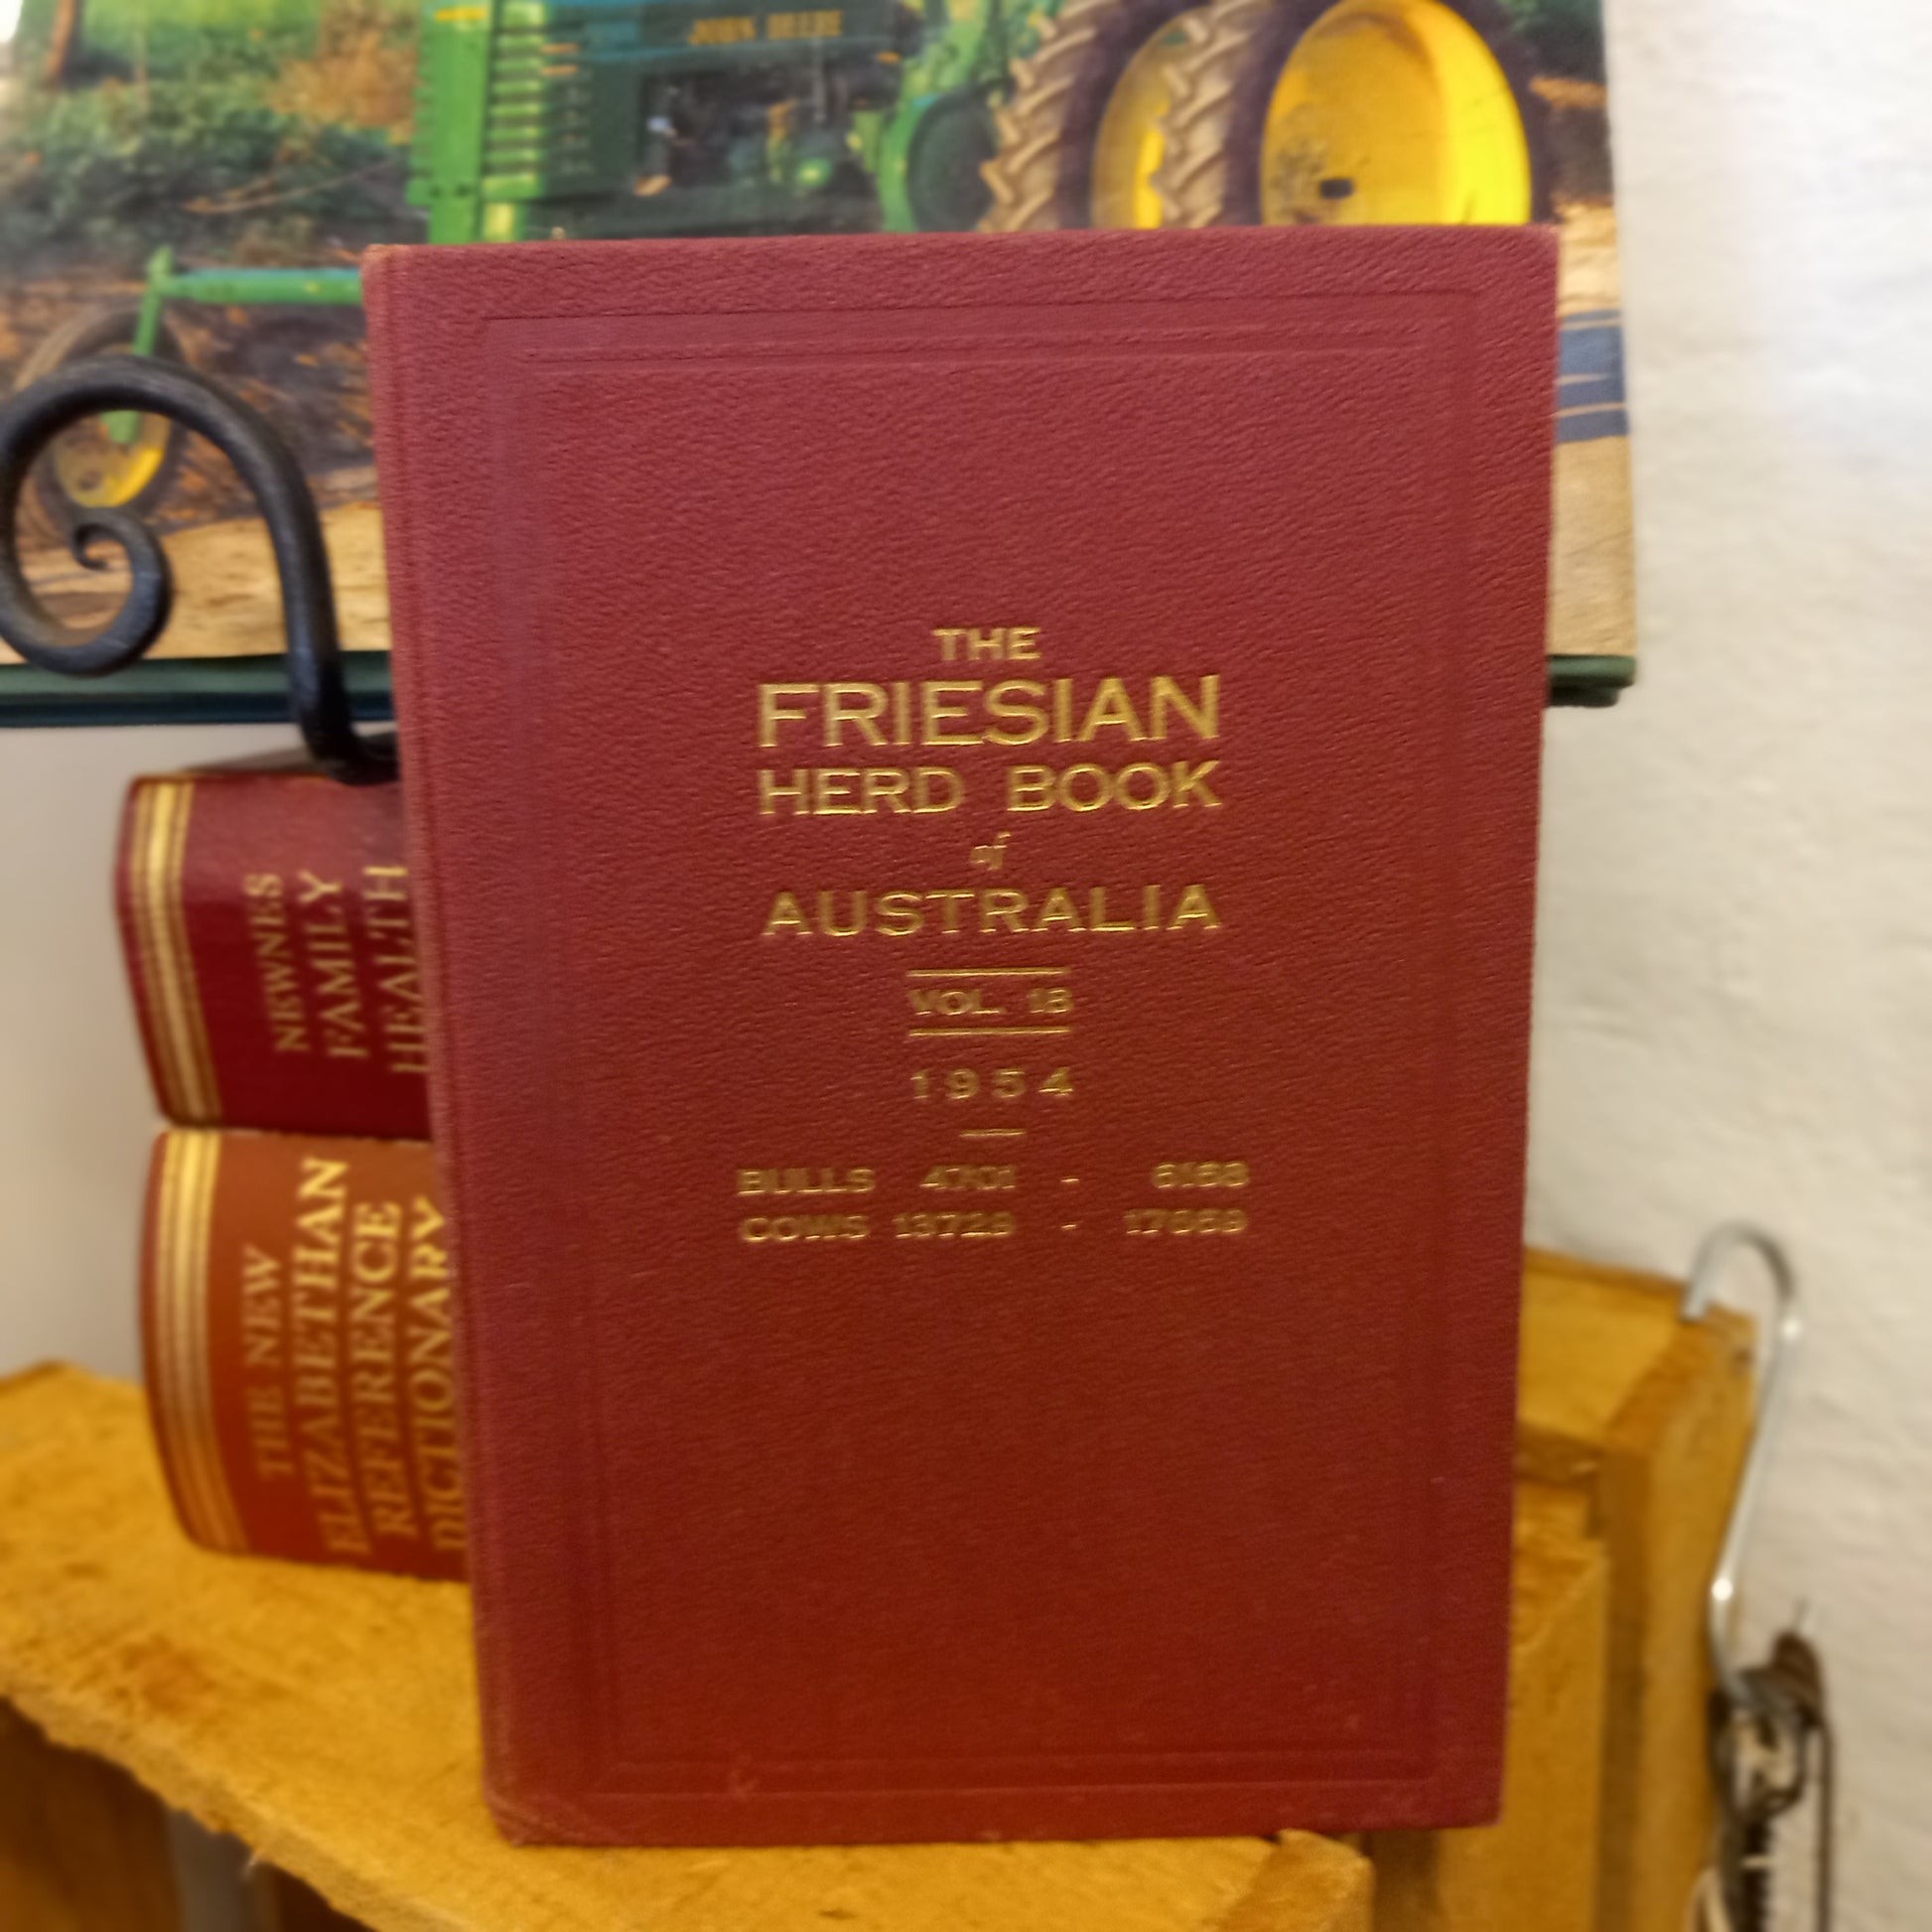 JOHN DEERE
THE
FRIESIAN
HERD BOOK
of
AUSTRALIA
VOL. 18
1954
BULLS 4701 -
COWS -
NEWNES
FAMILY
HEALTH
THE NEW
ELIZABETHAN
REFERENCE
DICTIONARY